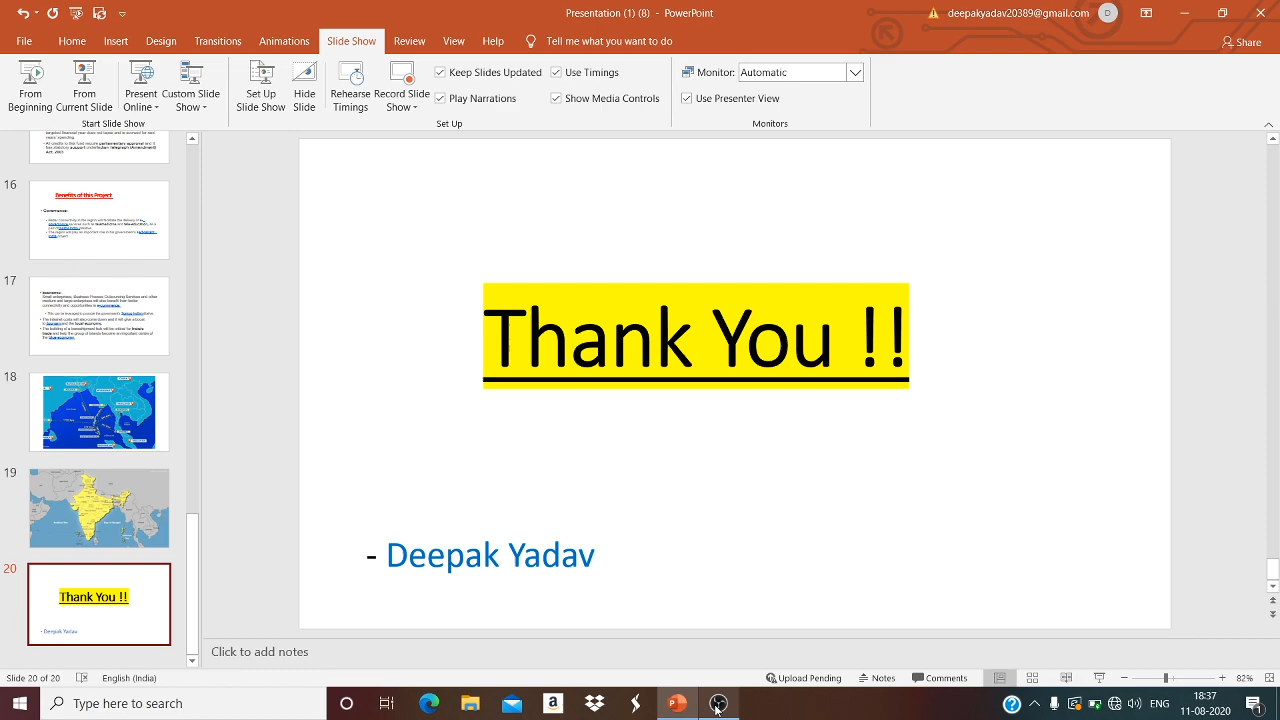 Presentation (1) (8) - PowerPoint
deepakyadav20389@gmail.com
D
File Home Insert Design Transitions Animations Slide Show Review View Help Tell me what you want to do
Share
From Beginning
From Current Slide
Present Online
Custom Slide Show
Start Slide Show
Set Up Slide Show
Hide Slide
Rehearse Timings
Record Slide Show
Keep Slides Updated
Play Narrations
Use Timings
Show Media Controls
Set Up
Monitor: Automatic
Use Presenter View
Monitors
16
Benefits of this Project
Governance:
17
18
19
20
Thank You !!
- Deepak Yadav
Thank You !!
- Deepak Yadav
Click to add notes
Slide 20 of 20
English (India)
Upload Pending
Notes
Comments
82%
Type here to search
18:37
11-08-2020